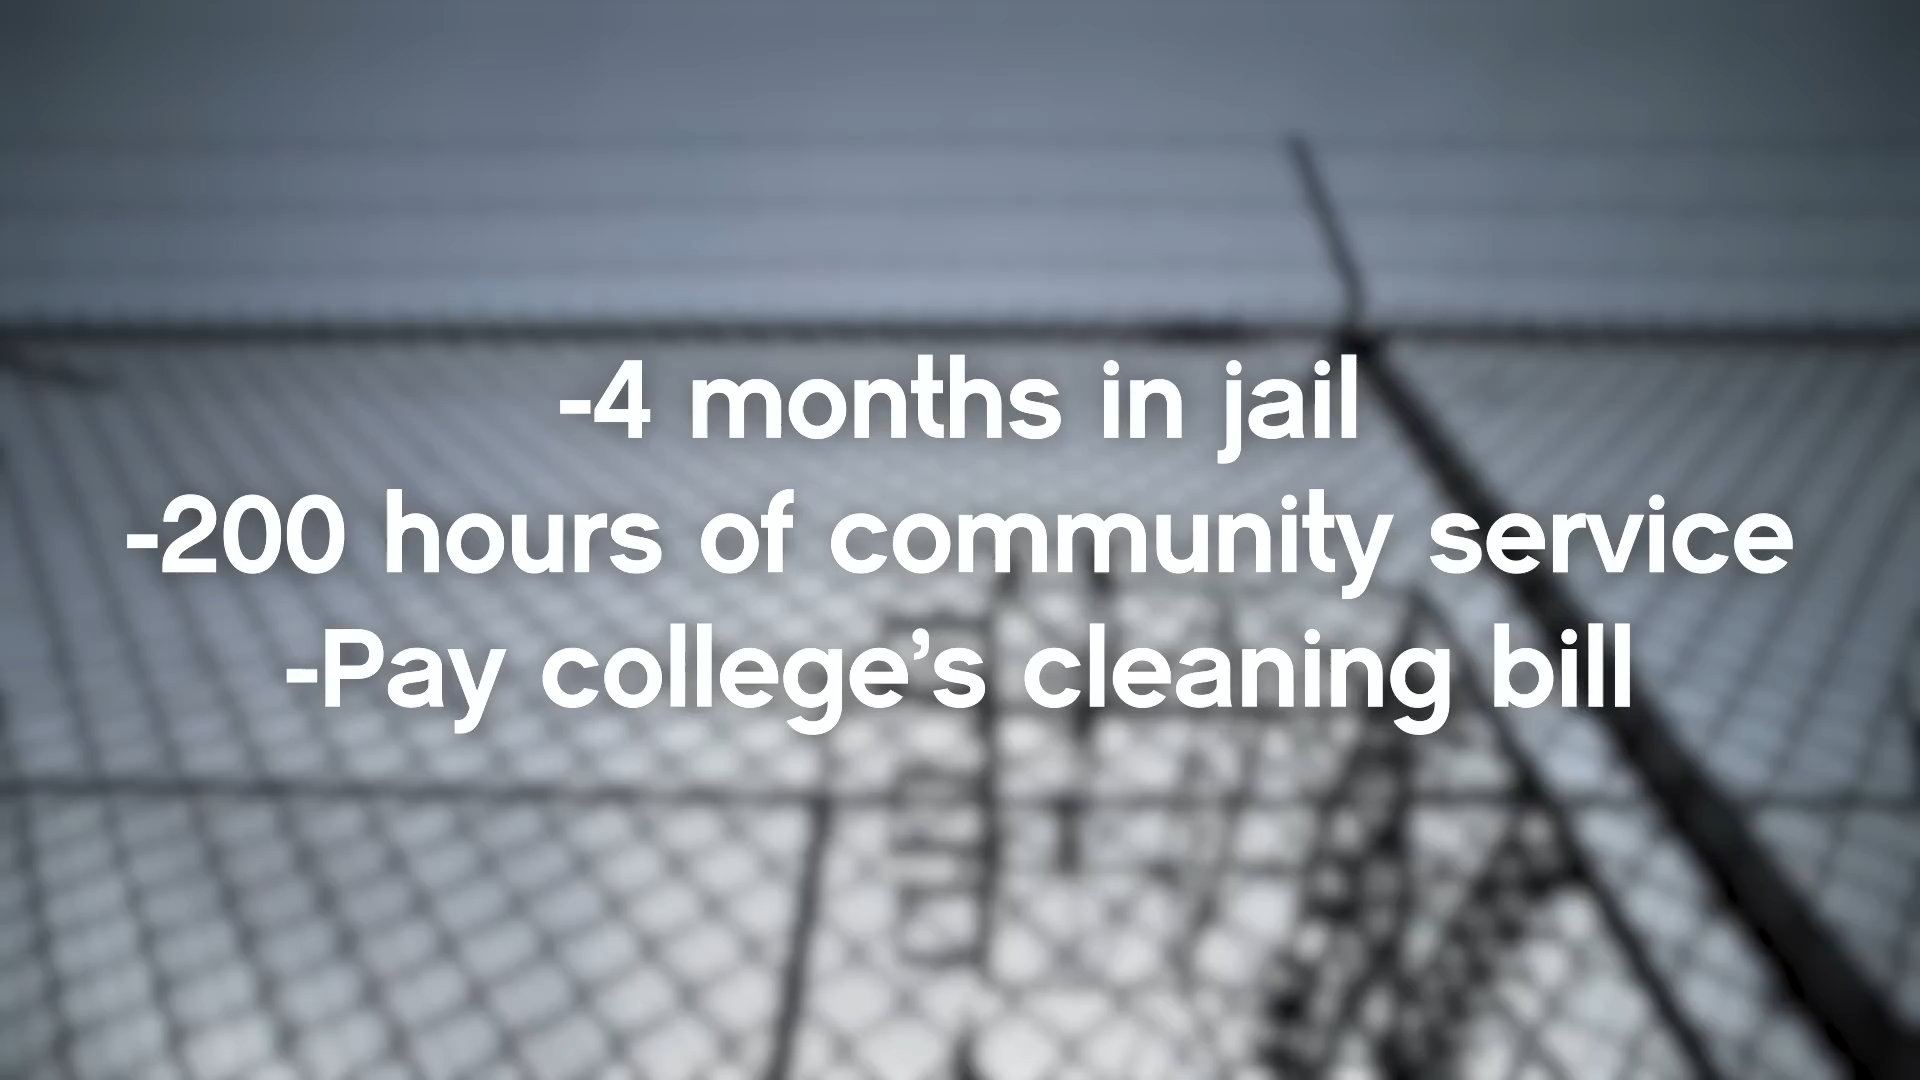 -4 months in jail
-200 hours of community service
-Pay college’s cleaning bill